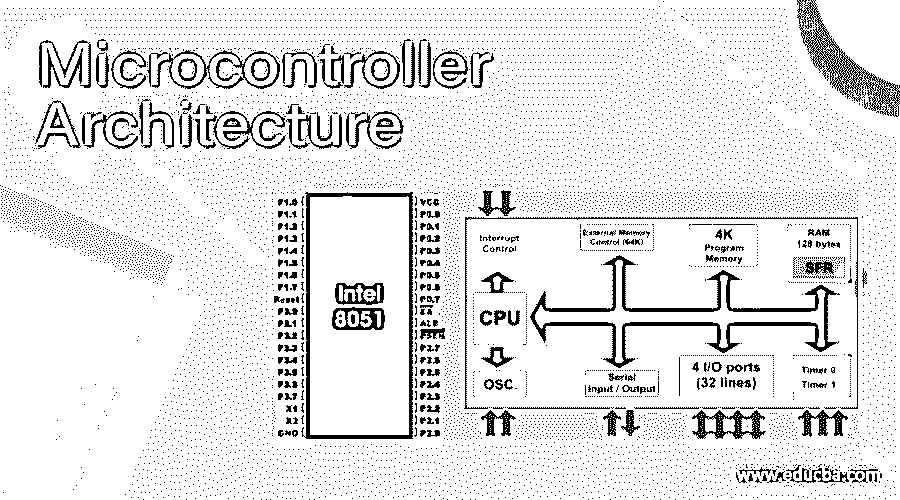 Microcontroller
Architecture
P1.0
P1.1
P1.2
P1.3
P1.4
P1.5
P1.6
P1.7
Reset
P3.0
P3.1
P3.2
P3.3
P3.4
P3.5
P3.7
X1
X2
GND
Intel
8051
VCC
P0.0
P0.1
P0.2
P0.3
P0.4
P0.5
P0.6
P0.7
EA
ALE
PSEN
P2.7
P2.6
P2.5
P2.4
P2.3
P2.2
P2.1
P2.0
Interrupt
Control
External Memory
Control (64K)
4K
Program
Memory
RAM
128 bytes
SFR
CPU
OSC.
Serial
Input / Output
4 I/O ports
(32 lines)
Timer 0
Timer 1
www.educba.com